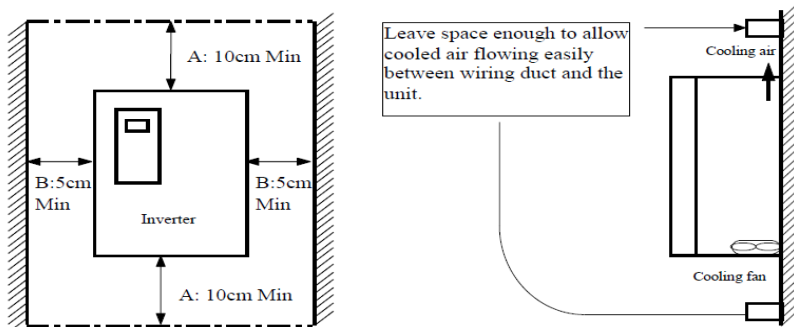 A: 10cm Min
B:5cm
Min
B:5cm
Min
Inverter
A: 10cm Min
Leave space enough to allow
cooled air flowing easily
between wiring duct and the
unit.
Cooling air
Cooling fan